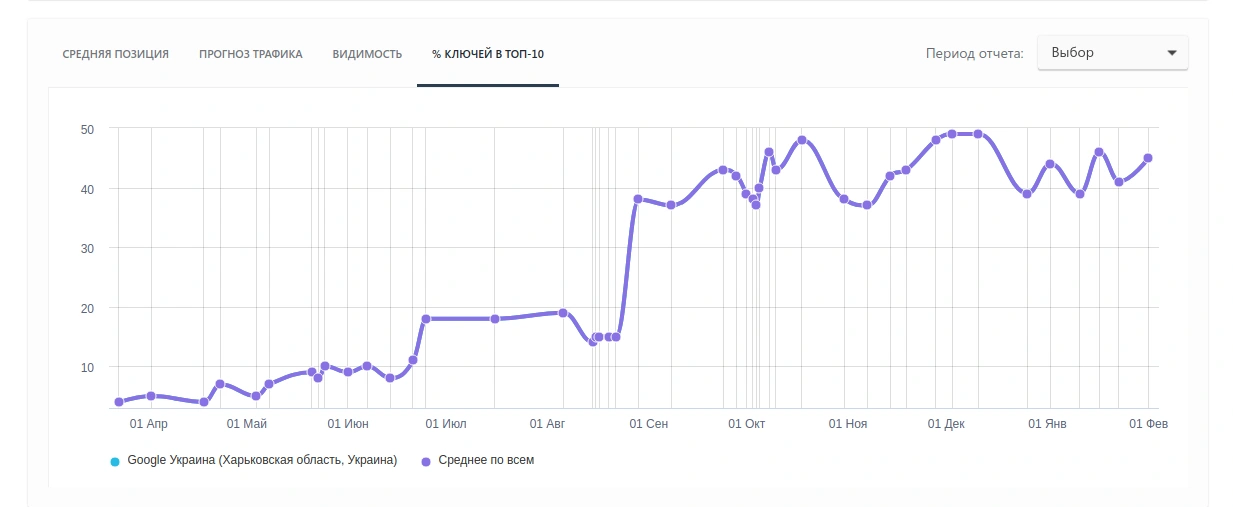 СРЕДНЯЯ ПОЗИЦИЯ ПРОГНОЗ ТРАФИКА ВИДИМОСТЬ % КЛЮЧЕЙ В ТОП-10 Период отчета: Выбор
50
40
30
20
10
01 Апр 01 Май 01 Июн 01 Июл 01 Авг 01 Сен 01 Окт 01 Ноя 01 Дек 01 Янв 01 Фев
Google Украина (Харьковская область, Украина) Среднее по всем